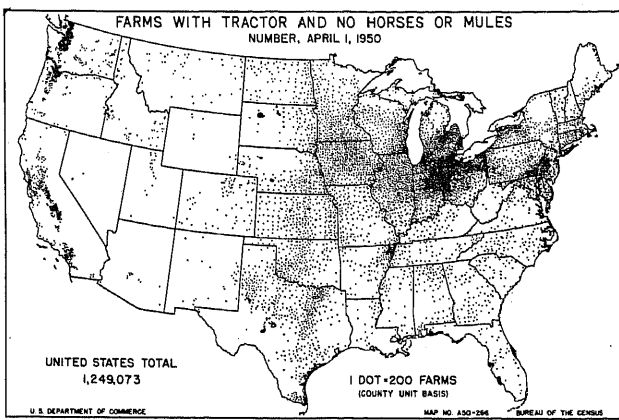 FARMS WITH TRACTOR AND NO HORSES OR MULES
NUMBER, APRIL 1, 1950
UNITED STATES TOTAL
1,249,073
1 DOT=200 FARMS
(COUNTY UNIT BASIS)
U.S. DEPARTMENT OF COMMERCE
MAP NO. A50-266
BUREAU OF THE CENSUS